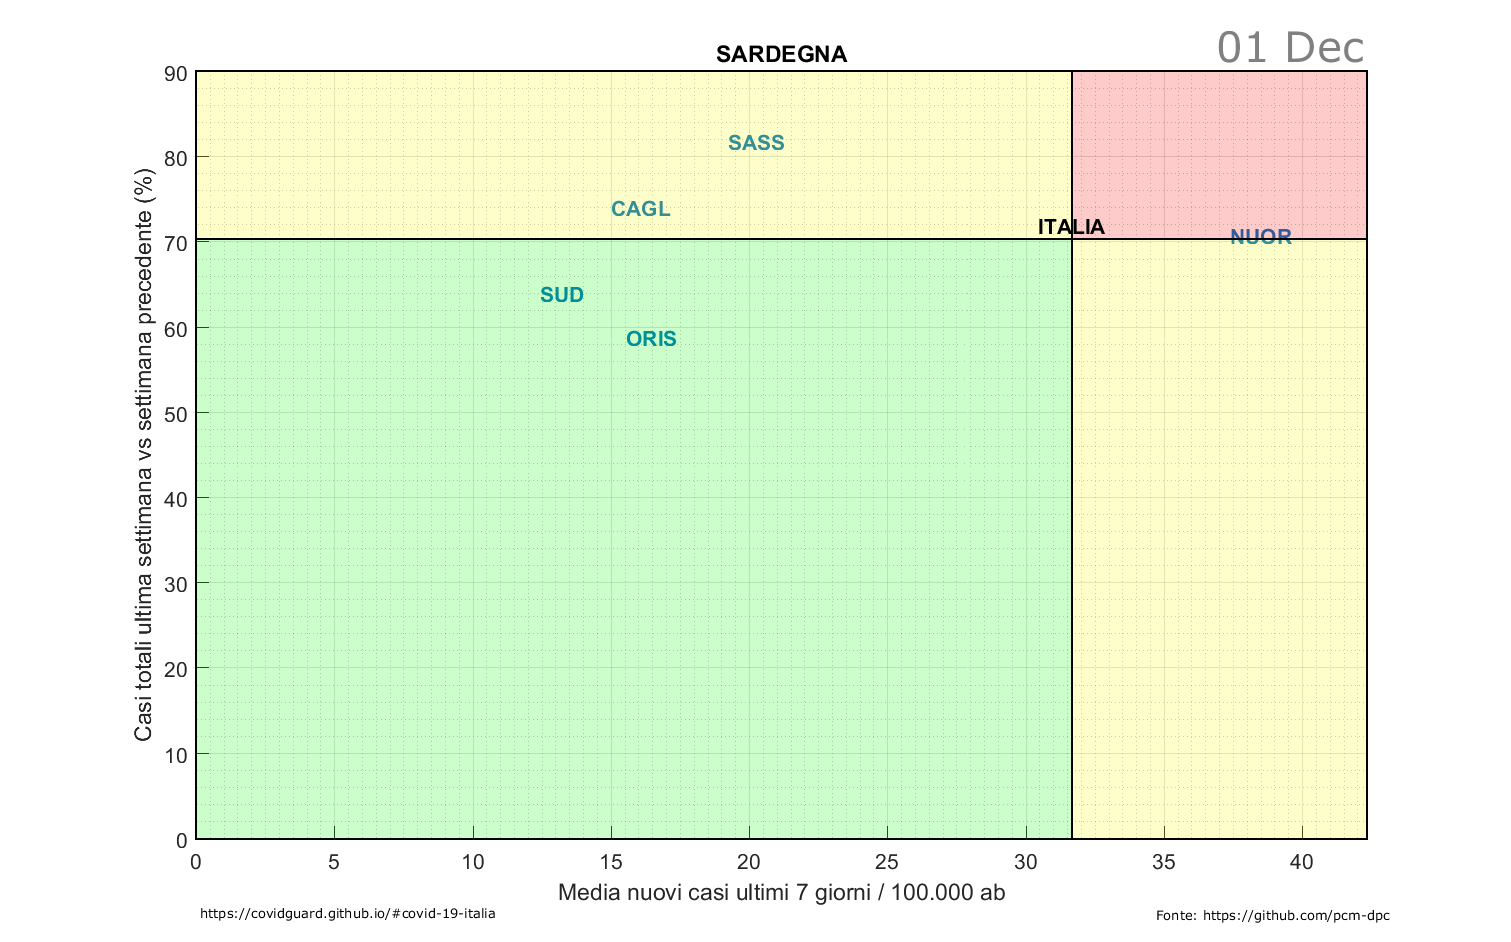 01 Dec
SARDEGNA
90
80
70
60
50
40
30
20
10
0
Casi totali ultima settimana vs settimana precedente (%)
SASS
CAGL
ITALIA
NUOR
SUD
ORIS
0 5 10 15 20 25 30 35 40
Media nuovi casi ultimi 7 giorni / 100.000 ab
https://covidguard.github.io/#covid-19-italia
Fonte: https://github.com/pcm-dpc